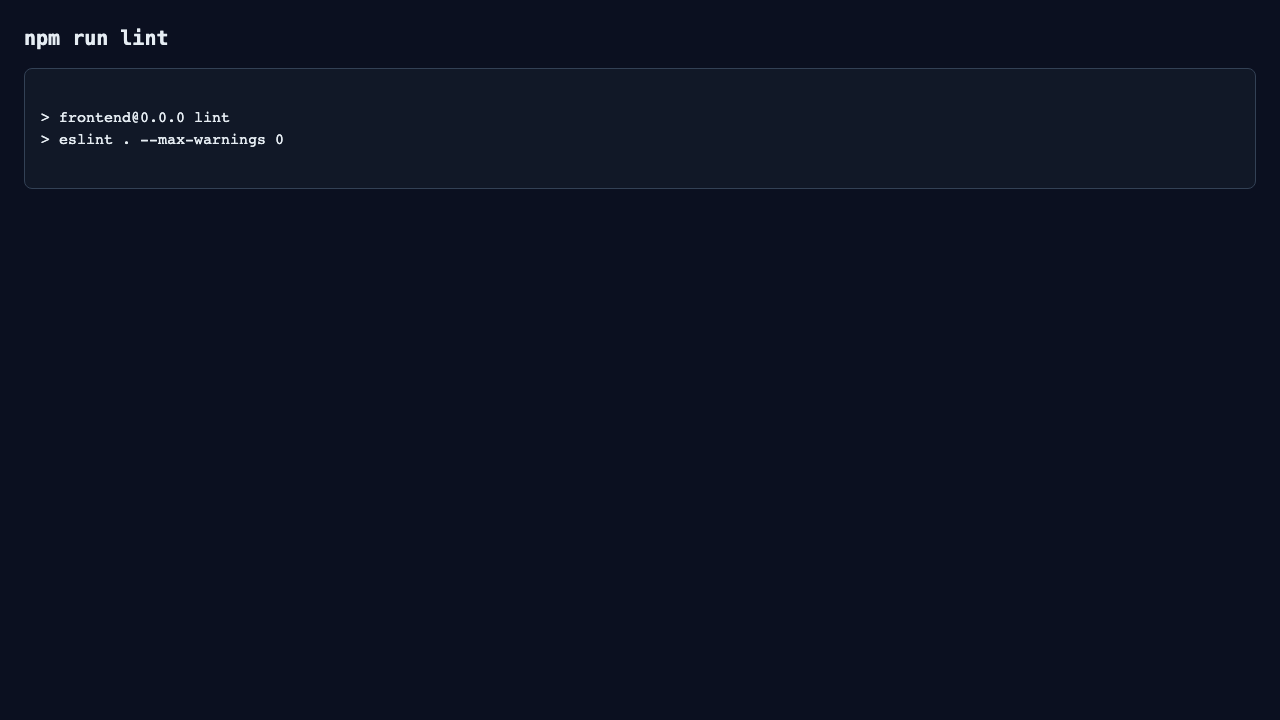 npm run lint
> frontend@0.0.0 lint
> eslint . --max-warnings 0